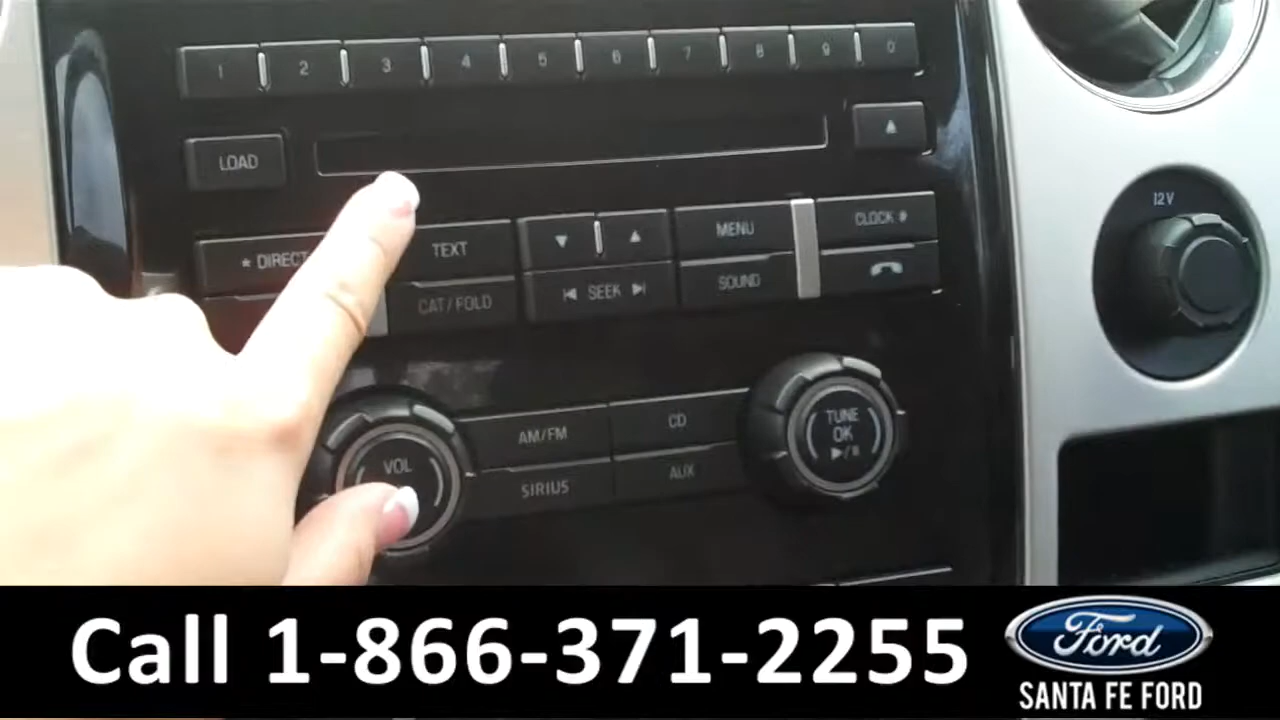 1 2 3 4 5 6 7 8 9 0
LOAD
12V
* DIRECT TEXT MENU CLOCK #
CAT/FOLD SEEK SOUND
AM/FM CD TUNE
OK
VOL SIRIUS AUX
Call 1-866-371-2255
Ford
SANTA FE FORD